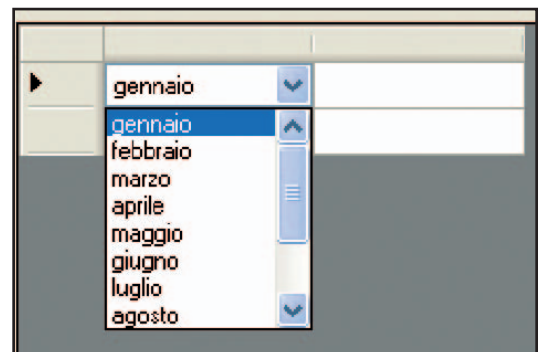 gennaio
gennaio
febbraio
marzo
aprile
maggio
giugno
luglio
agosto